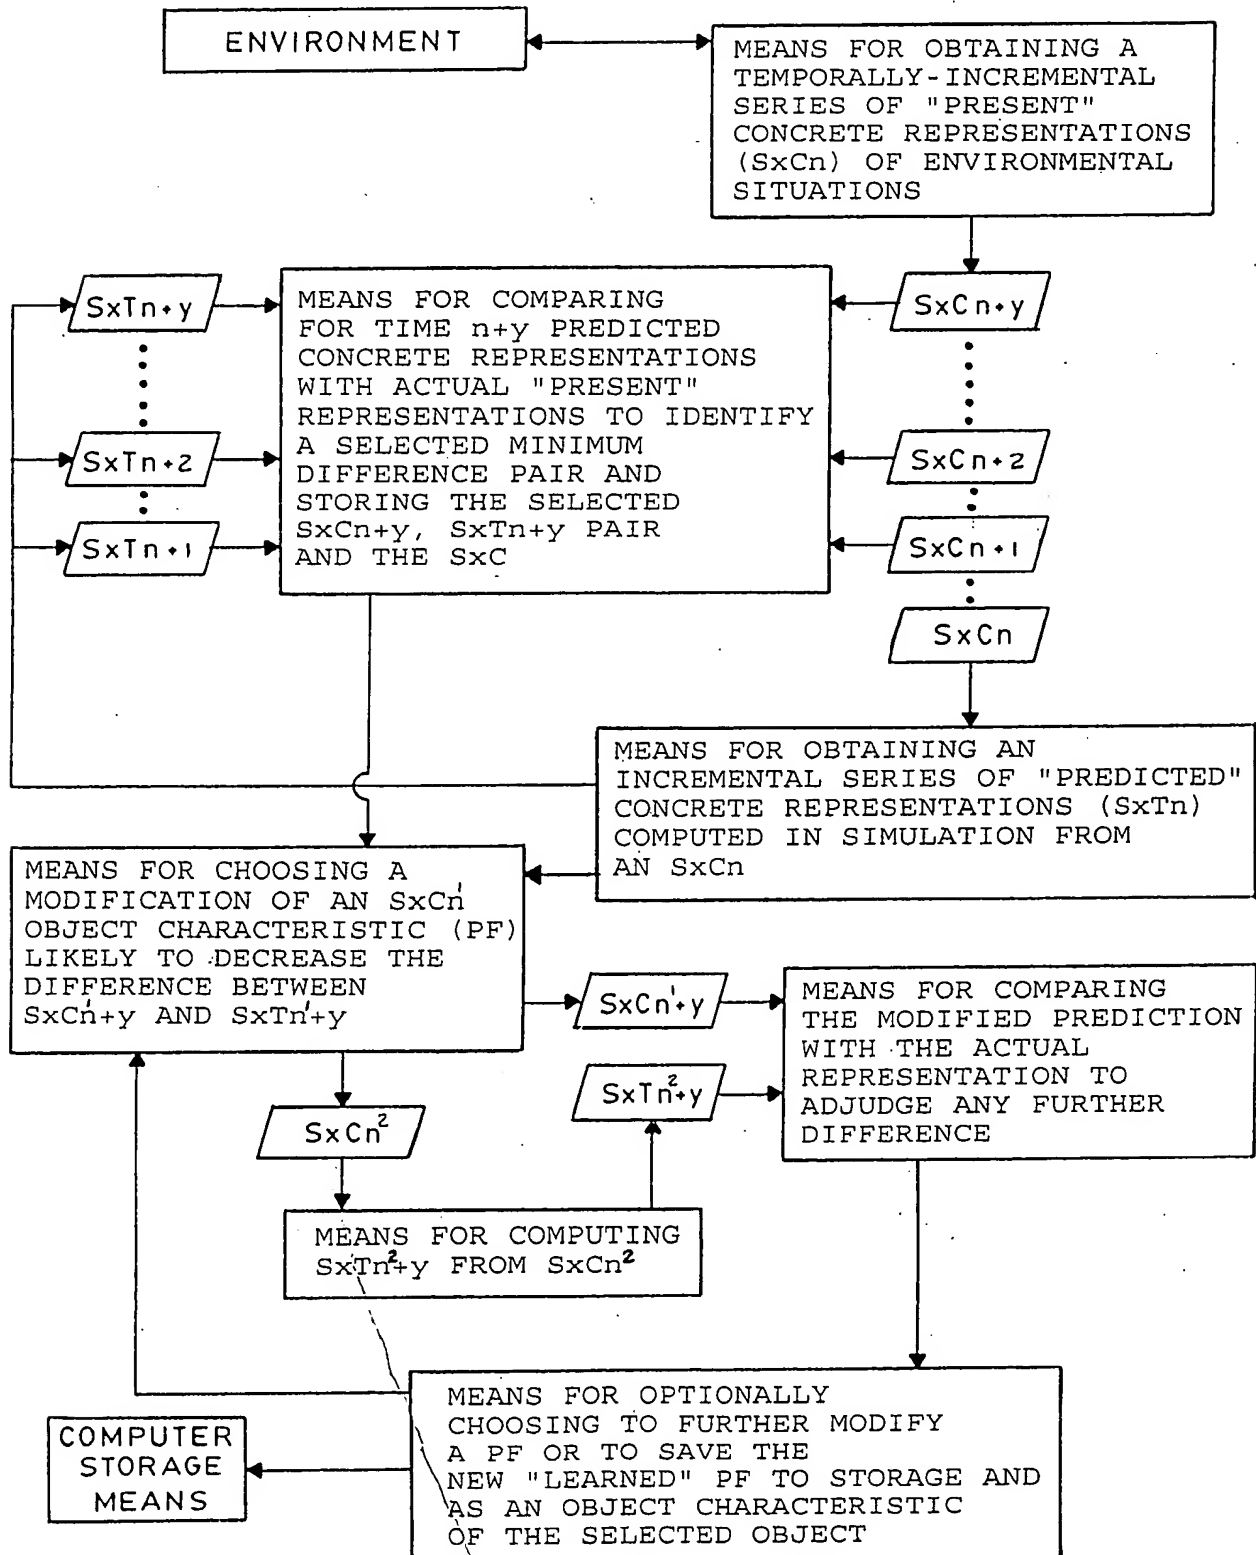 ENVIRONMENT
MEANS FOR OBTAINING A
TEMPORALLY-INCREMENTAL
SERIES OF "PRESENT"
CONCRETE REPRESENTATIONS
(SxCn) OF ENVIRONMENTAL
SITUATIONS
SxTn+y
SxTn+2
SxTn+1
MEANS FOR COMPARING
FOR TIME n+y PREDICTED
CONCRETE REPRESENTATIONS
WITH ACTUAL "PRESENT"
REPRESENTATIONS TO IDENTIFY
A SELECTED MINIMUM
DIFFERENCE PAIR AND
STORING THE SELECTED
SxCn+y, SxTn+y PAIR
AND THE SxC
SxCn+y
SxCn+2
SxCn+1
SxCn
MEANS FOR OBTAINING AN
INCREMENTAL SERIES OF "PREDICTED"
CONCRETE REPRESENTATIONS (SxTn)
COMPUTED IN SIMULATION FROM
AN SxCn
MEANS FOR CHOOSING A
MODIFICATION OF AN SxCn'
OBJECT CHARACTERISTIC (PF)
LIKELY TO DECREASE THE
DIFFERENCE BETWEEN
SxCn'+y AND SxTn'+y
SxCn'+y
SxTn²+y
MEANS FOR COMPARING
THE MODIFIED PREDICTION
WITH THE ACTUAL
REPRESENTATION TO
ADJUDGE ANY FURTHER
DIFFERENCE
SxCn²
MEANS FOR COMPUTING
SxTn²+y FROM SxCn²
MEANS FOR OPTIONALLY
CHOOSING TO FURTHER MODIFY
A PF OR TO SAVE THE
NEW "LEARNED" PF TO STORAGE AND
AS AN OBJECT CHARACTERISTIC
OF THE SELECTED OBJECT
COMPUTER
STORAGE
MEANS